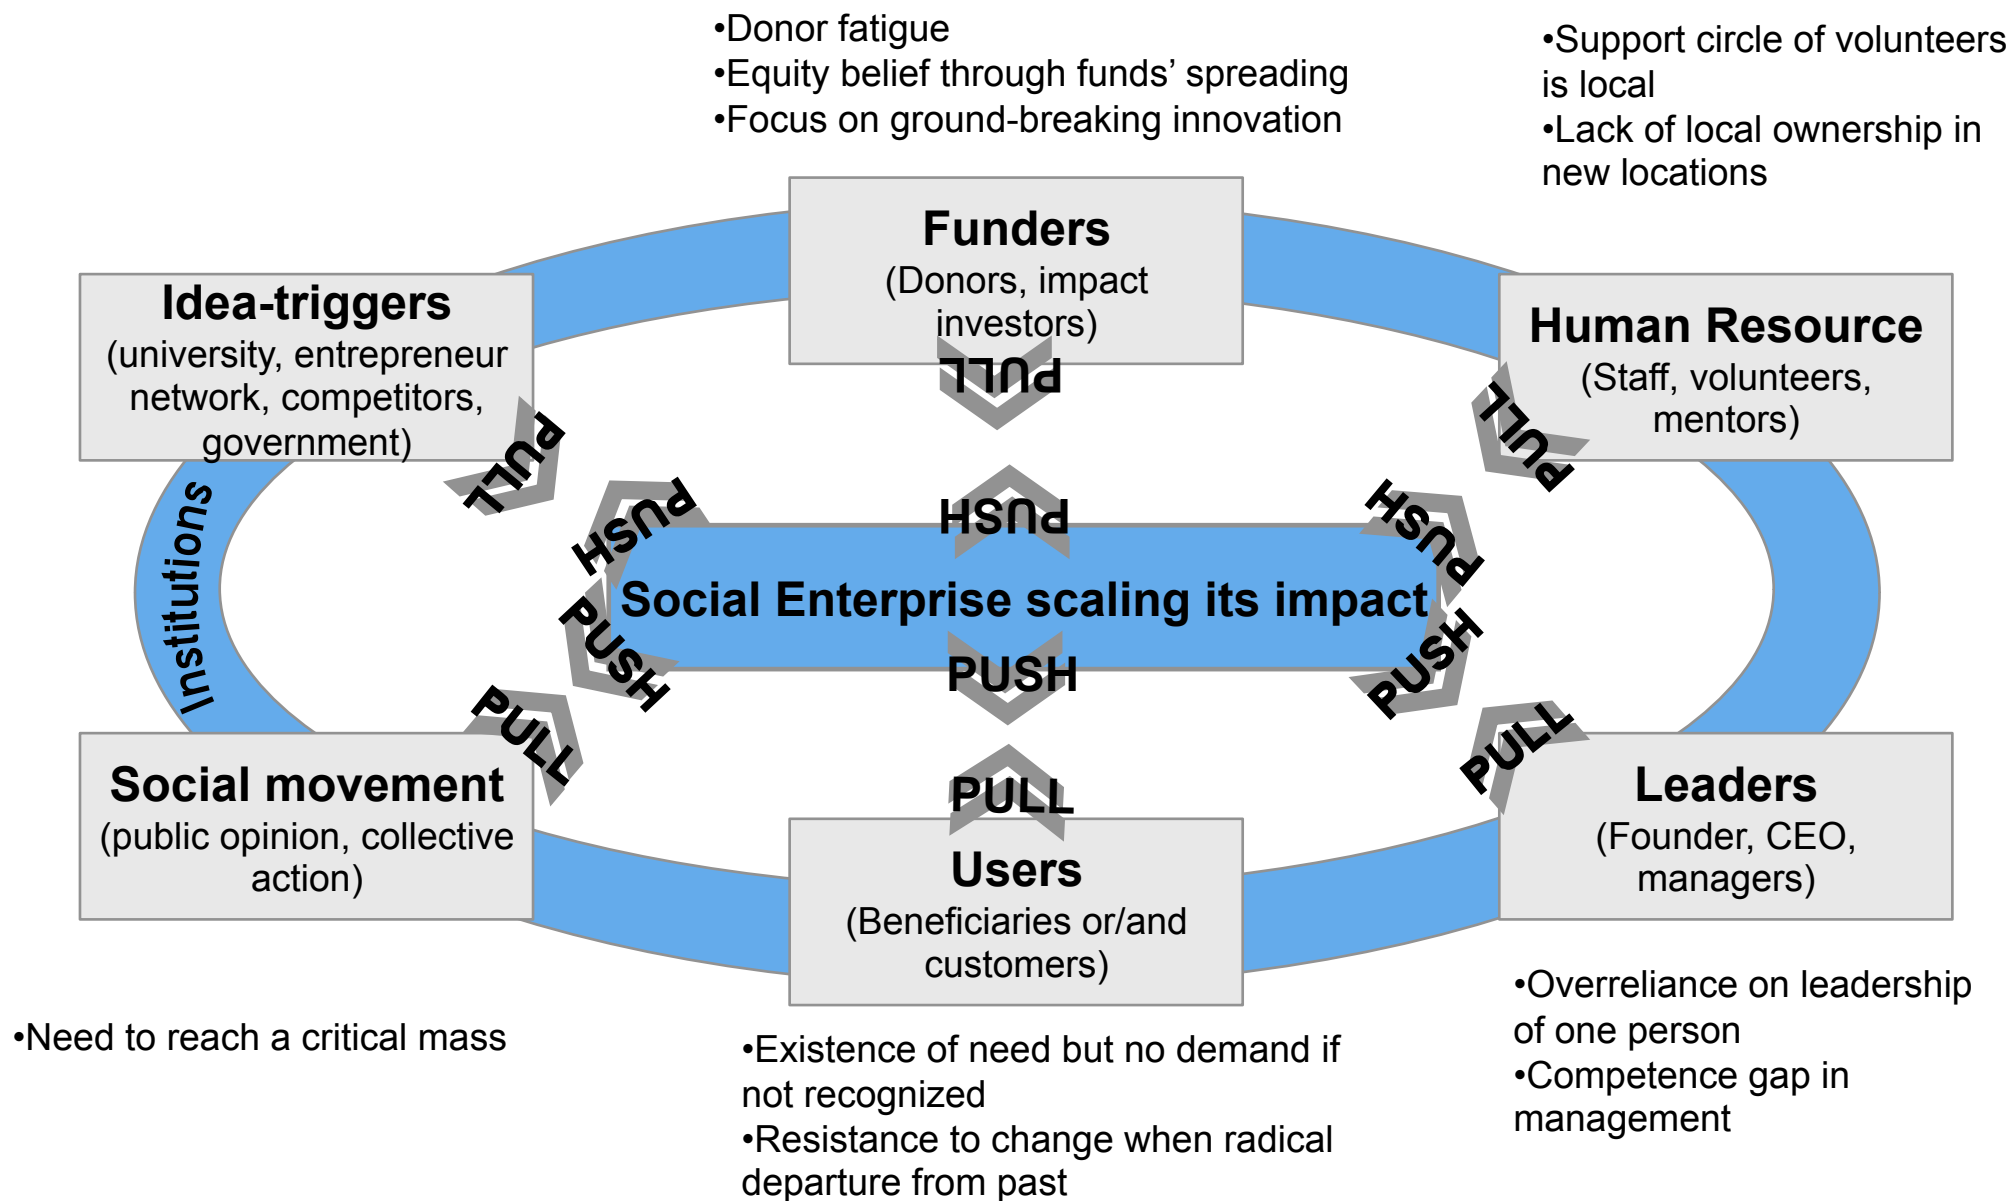 •Donor fatigue
•Equity belief through funds’ spreading
•Focus on ground-breaking innovation
•Support circle of volunteers
is local
•Lack of local ownership in
new locations
Funders
(Donors, impact
investors)
Idea-triggers
(university, entrepreneur
network, competitors,
government)
Human Resource
(Staff, volunteers,
mentors)
PULL
PULL
PULL
Institutions
PUSH
PUSH
PUSH
Social Enterprise scaling its impact
PUSH
PUSH
PUSH
PULL
PULL
PULL
Social movement
(public opinion, collective
action)
Users
(Beneficiaries or/and
customers)
Leaders
(Founder, CEO,
managers)
•Need to reach a critical mass
•Existence of need but no demand if
not recognized
•Resistance to change when radical
departure from past
•Overreliance on leadership
of one person
•Competence gap in
management